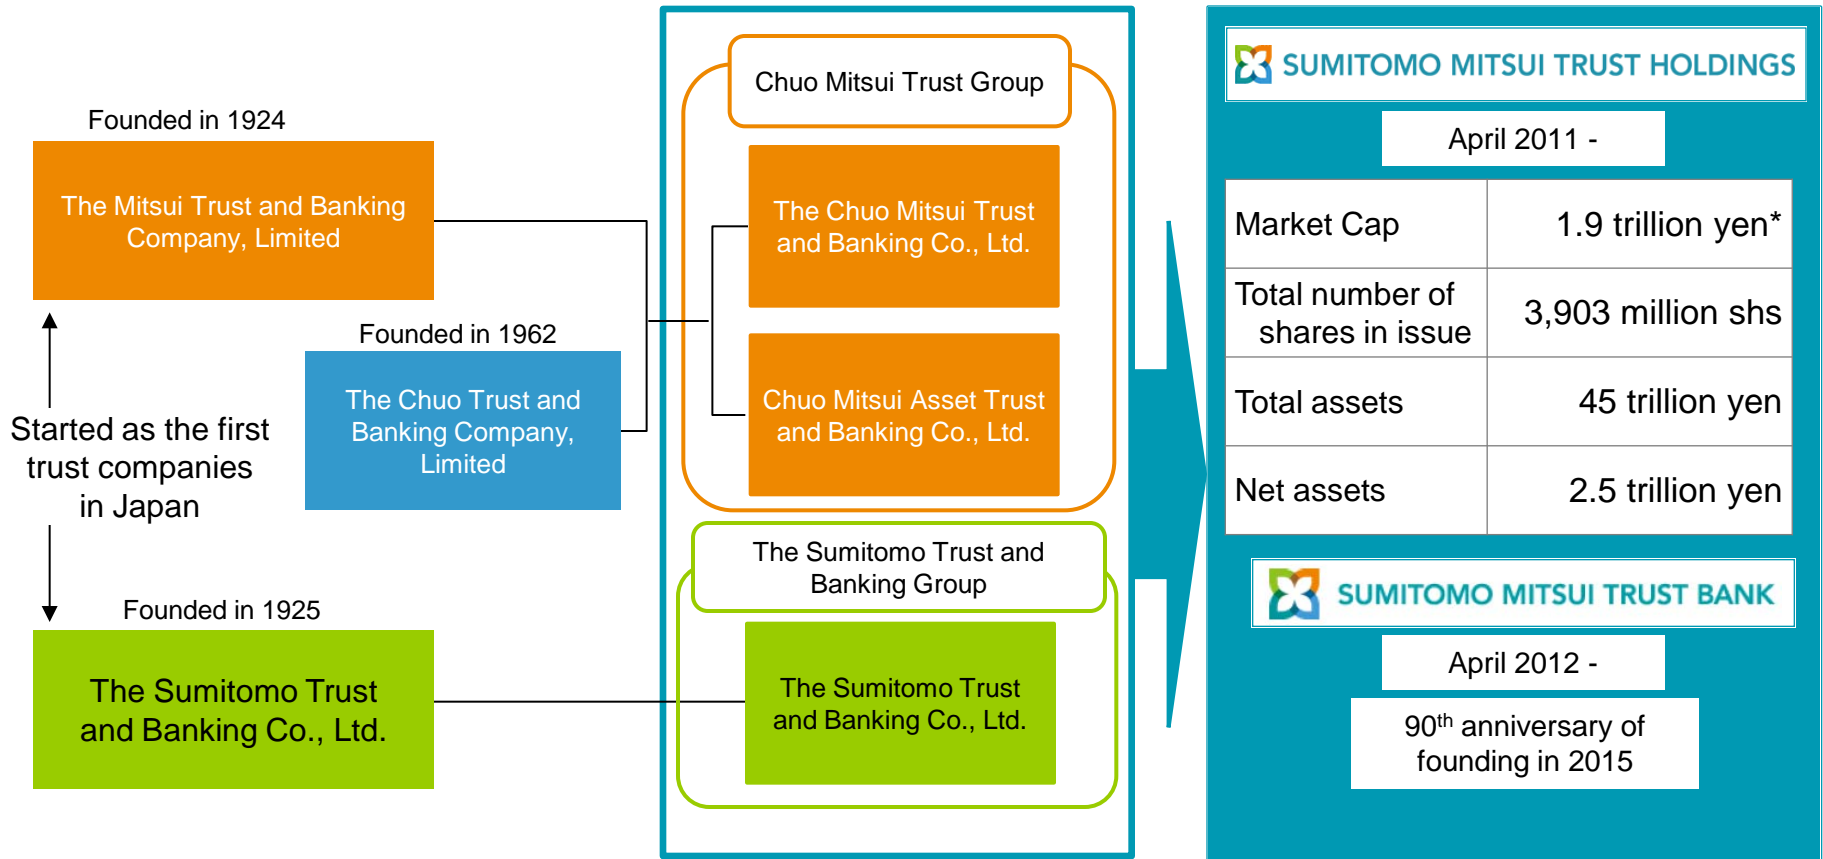 Founded in 1924
The Mitsui Trust and Banking
Company, Limited
Founded in 1962
The Chuo Trust and
Banking Company,
Limited
Started as the first
trust companies
in Japan
Founded in 1925
The Sumitomo Trust
and Banking Co., Ltd.
Chuo Mitsui Trust Group
The Chuo Mitsui Trust
and Banking Co., Ltd.
Chuo Mitsui Asset Trust
and Banking Co., Ltd.
The Sumitomo Trust and
Banking Group
The Sumitomo Trust
and Banking Co., Ltd.
SUMITOMO MITSUI TRUST HOLDINGS
April 2011 -
Market Cap 1.9 trillion yen*
Total number of
shares in issue 3,903 million shs
Total assets 45 trillion yen
Net assets 2.5 trillion yen
SUMITOMO MITSUI TRUST BANK
April 2012 -
90th anniversary of
founding in 2015